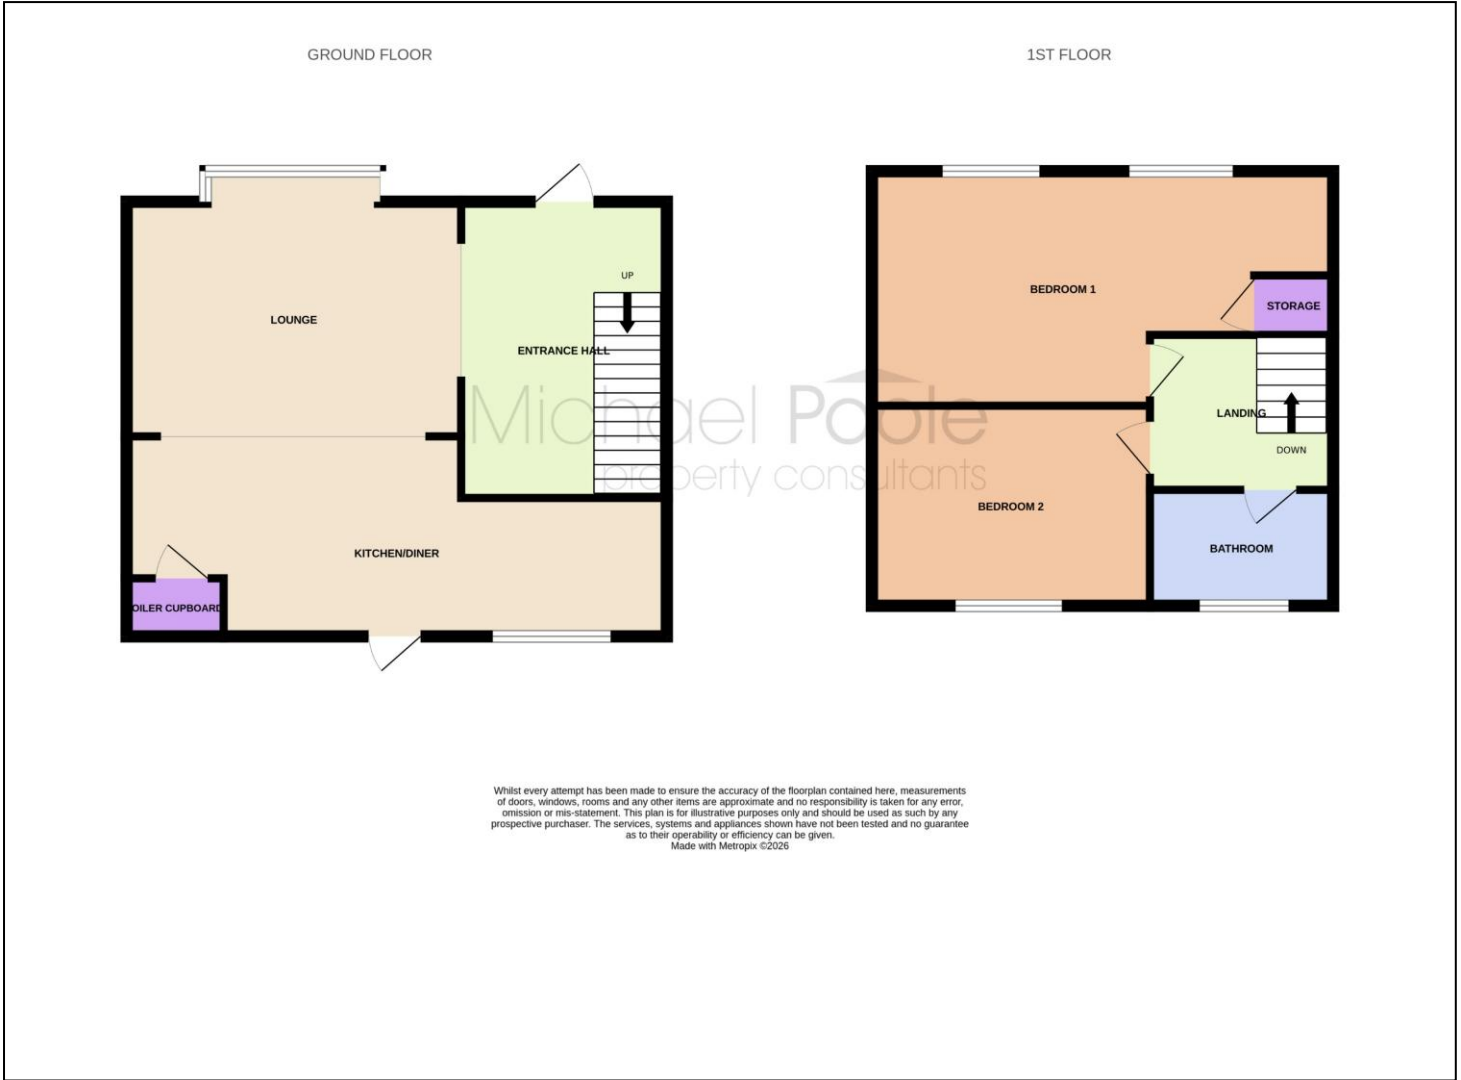 GROUND FLOOR
1ST FLOOR
LOUNGE
UP
ENTRANCE HALL
KITCHEN/DINER
OILER CUPBOARD
BEDROOM 1
STORAGE
LANDING
DOWN
BEDROOM 2
BATHROOM
Michael Poole
property consultants
Whilst every attempt has been made to ensure the accuracy of the floorplan contained here, measurements
of doors, windows, rooms and any other items are approximate and no responsibility is taken for any error,
omission or mis-statement. This plan is for illustrative purposes only and should be used as such by any
prospective purchaser. The services, systems and appliances shown have not been tested and no guarantee
as to their operability or efficiency can be given.
Made with Metropix ©2026